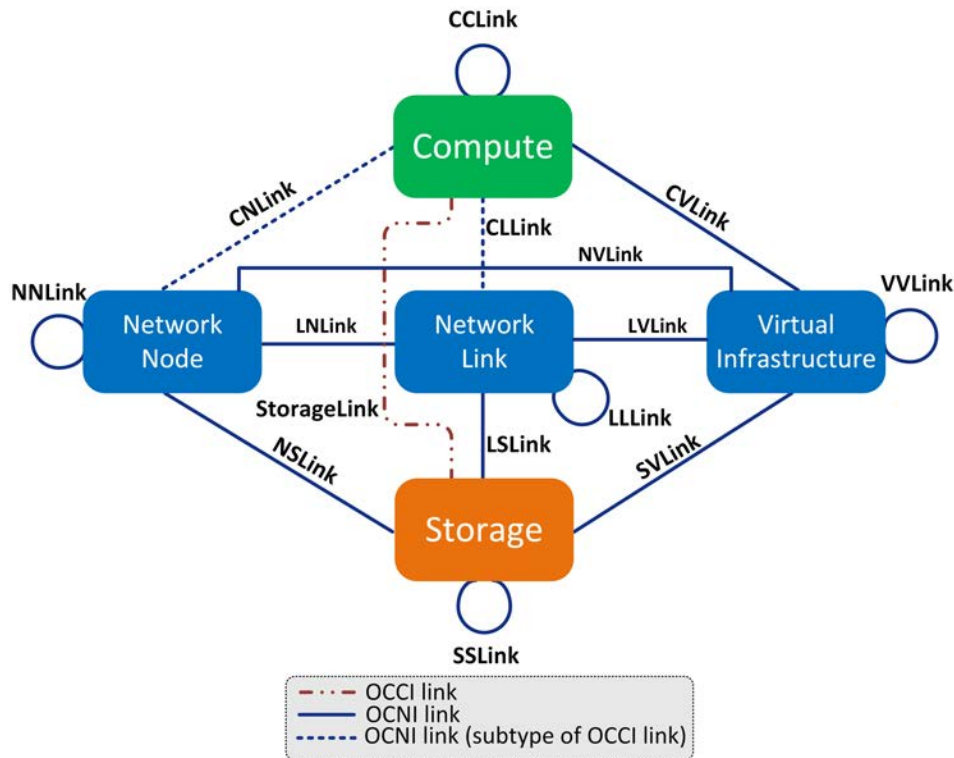 CCLink
Compute
CNLink
CLLink
CVLink
NVLink
NNLink
VVLink
Network
Node
LNLink
Network
Link
LVLink
Virtual
Infrastructure
StorageLink
LLLink
NSLink
LSLink
SVLink
Storage
SSLink
OCCI link
OCNI link
OCNI link (subtype of OCCI link)